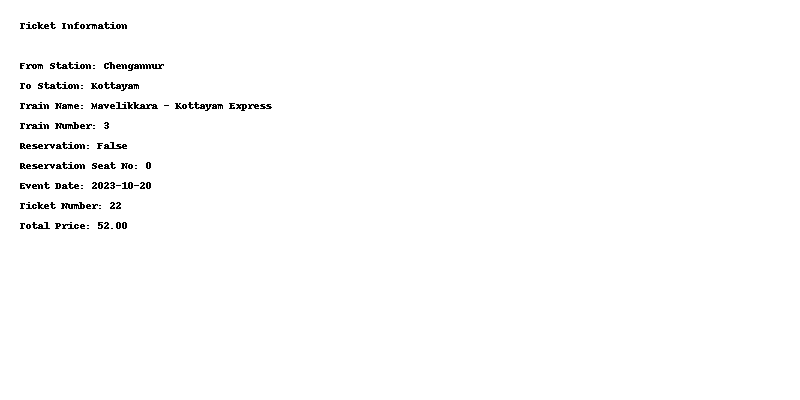 Ticket Information
From Station: Chengannur
To Station: Kottayam
Train Name: Mavelikkara - Kottayam Express
Train Number: 3
Reservation: False
Reservation Seat No: 0
Event Date: 2023-10-20
Ticket Number: 22
Total Price: 52.00